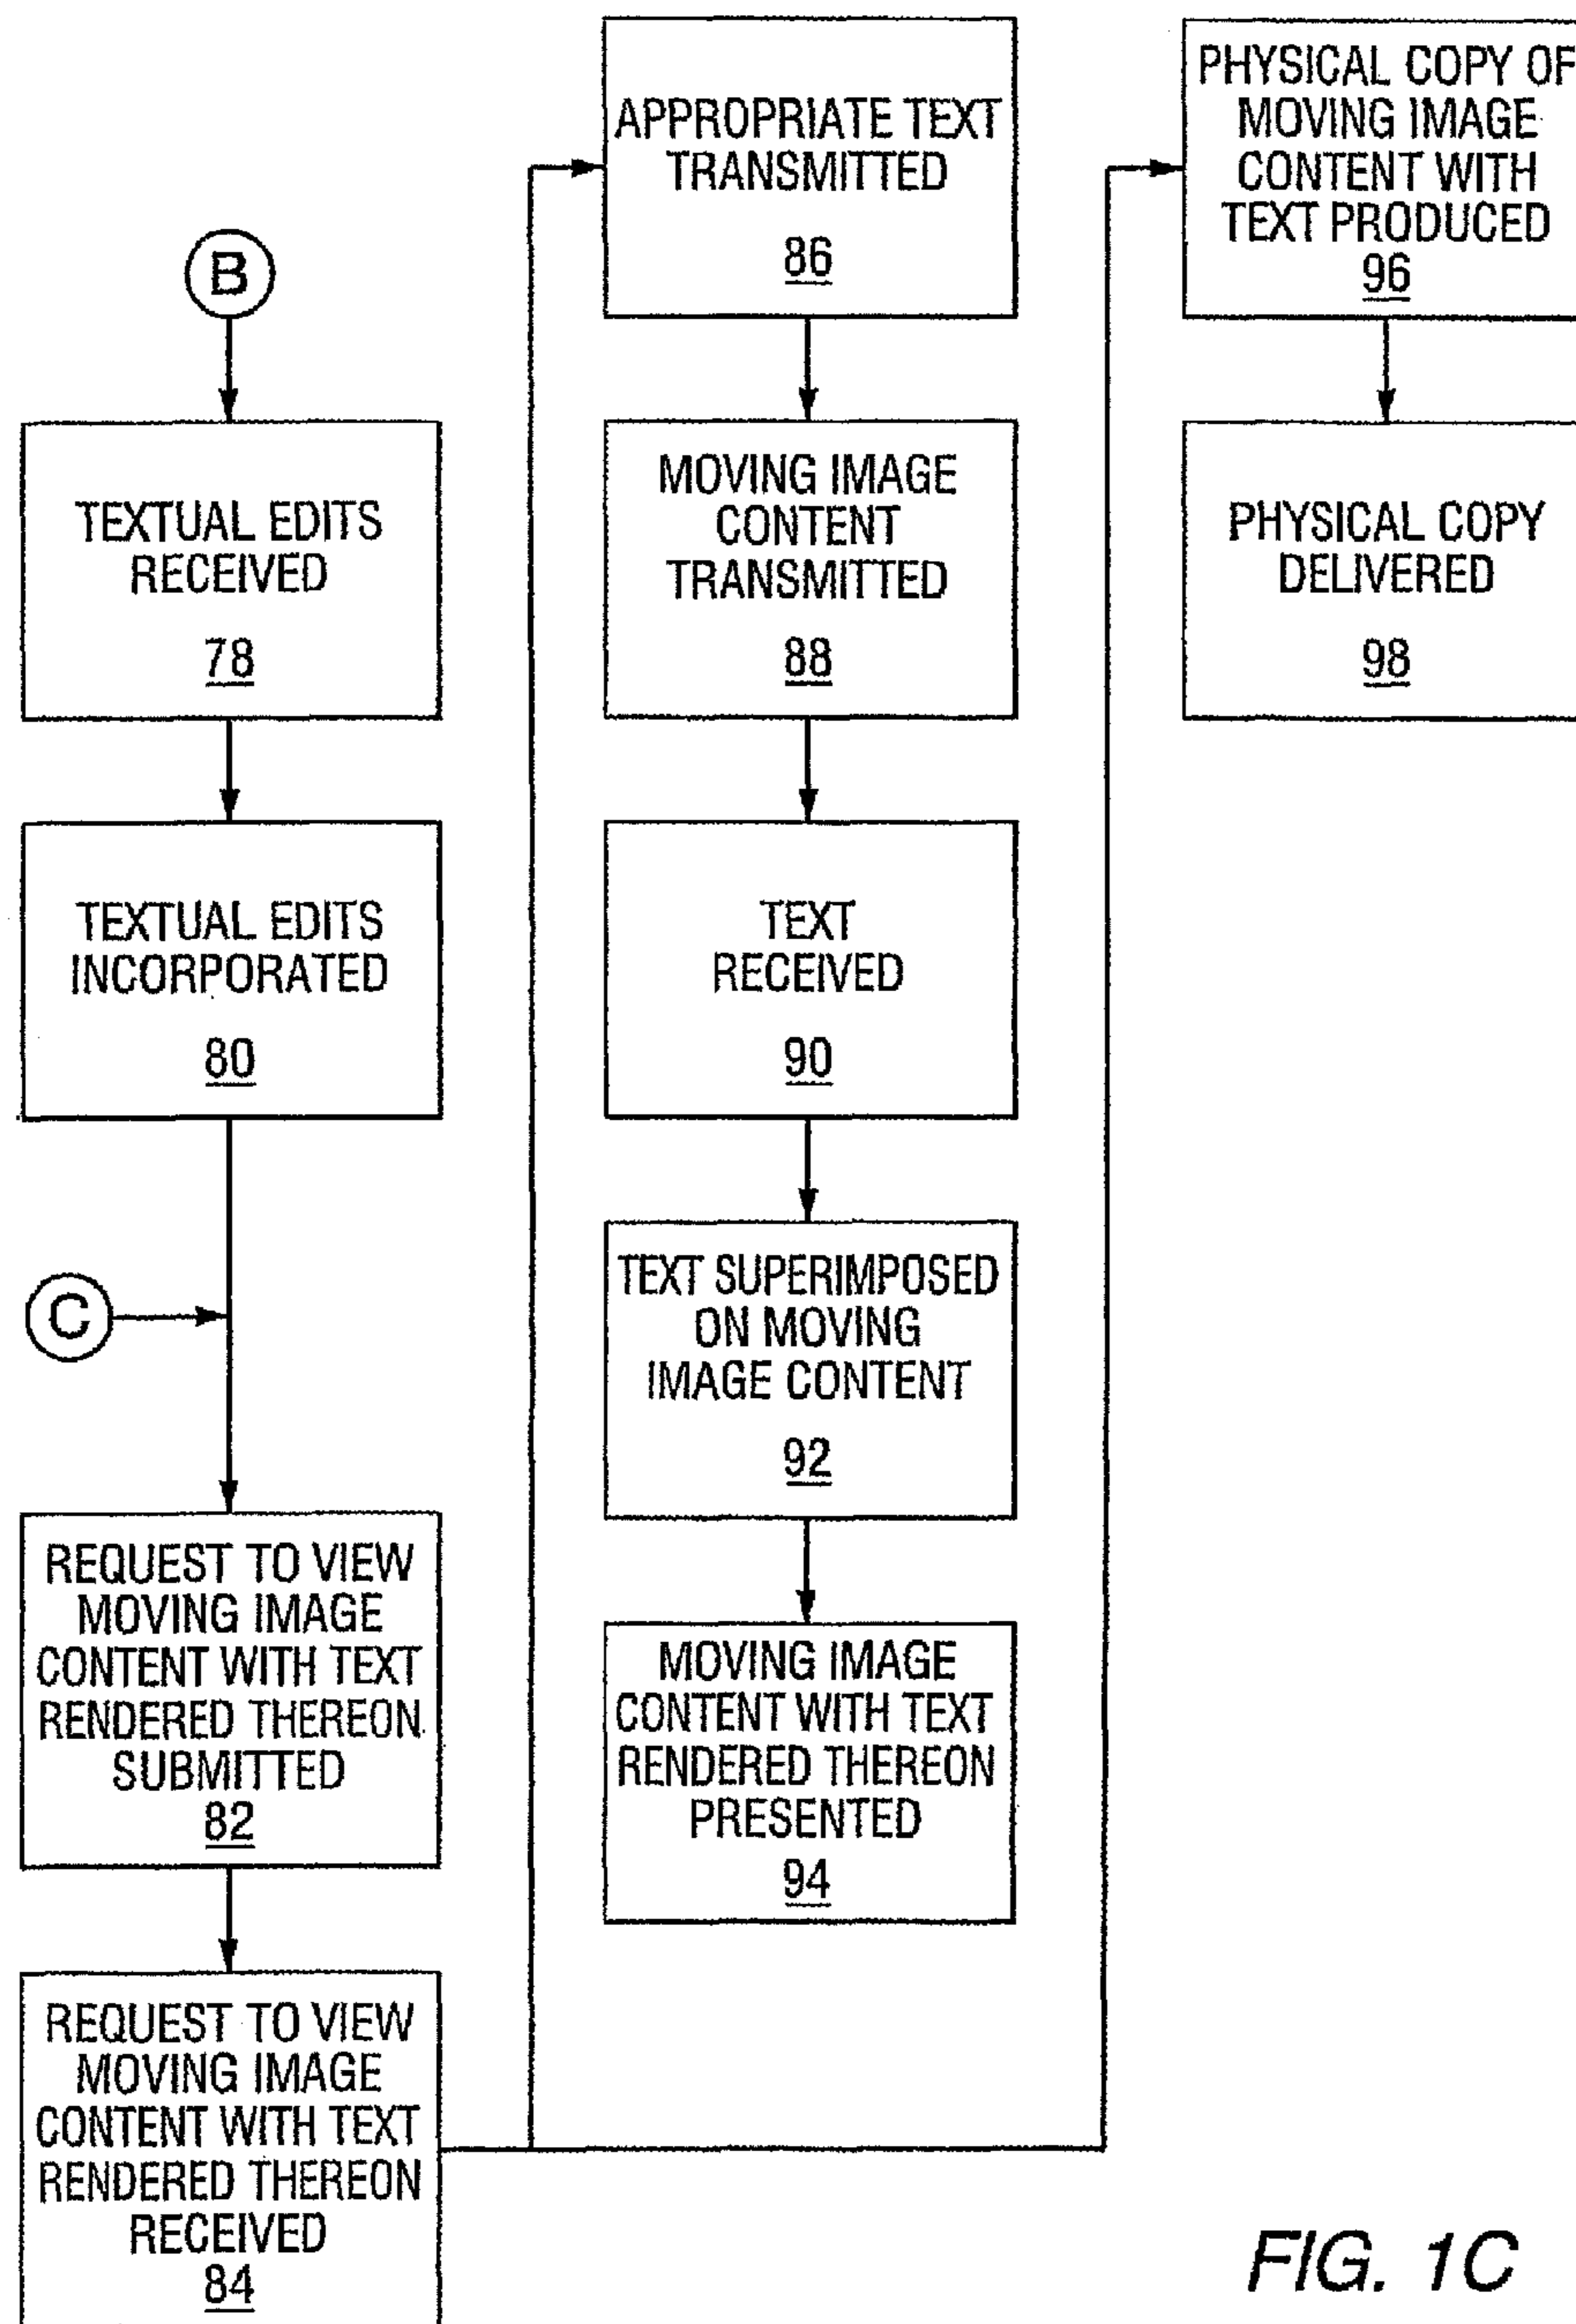 B
TEXTUAL EDITS
RECEIVED
78
TEXTUAL EDITS
INCORPORATED
80
C
REQUEST TO VIEW
MOVING IMAGE
CONTENT WITH TEXT
RENDERED THEREON
SUBMITTED
82
REQUEST TO VIEW
MOVING IMAGE
CONTENT WITH TEXT
RENDERED THEREON
RECEIVED
84
APPROPRIATE TEXT
TRANSMITTED
86
MOVING IMAGE
CONTENT
TRANSMITTED
88
TEXT
RECEIVED
90
TEXT SUPERIMPOSED
ON MOVING
IMAGE CONTENT
92
MOVING IMAGE
CONTENT WITH TEXT
RENDERED THEREON
PRESENTED
94
PHYSICAL COPY OF
MOVING IMAGE
CONTENT WITH
TEXT PRODUCED
96
PHYSICAL COPY
DELIVERED
98
FIG. 1C